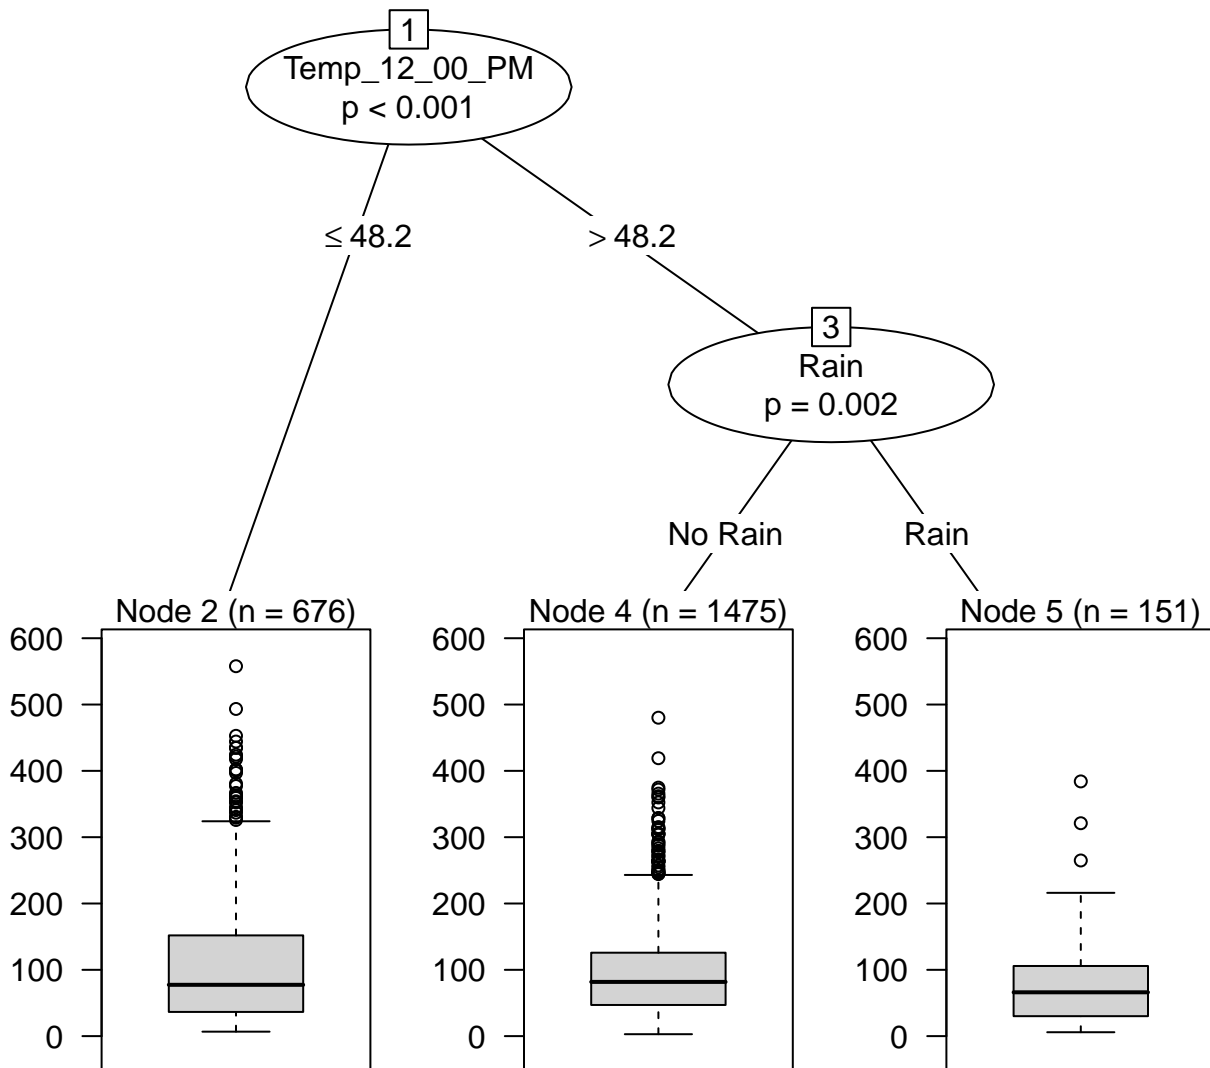 1
Temp_12_00_PM
p < 0.001
≤ 48.2
> 48.2
3
Rain
p = 0.002
No Rain
Rain
Node 2 (n = 676)
600
500
400
300
200
100
0
Node 4 (n = 1475)
600
500
400
300
200
100
0
Node 5 (n = 151)
600
500
400
300
200
100
0